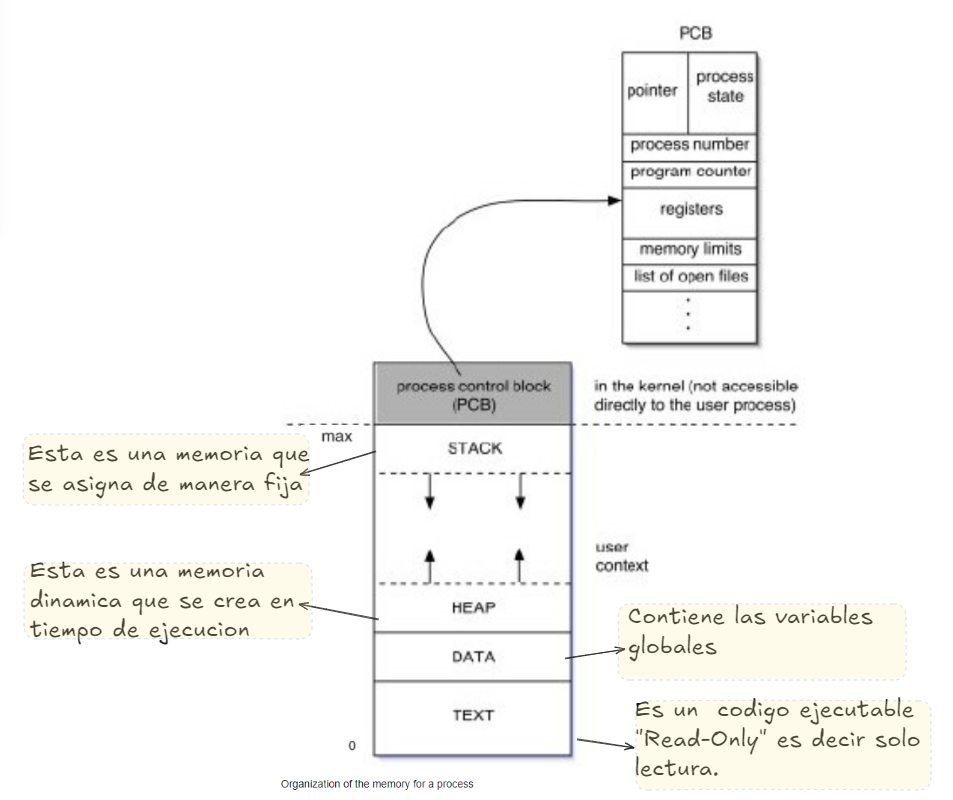 PCB
pointer
process
state
process number
program counter
registers
memory limits
list of open files
process control block
(PCB)
in the kernel (not accessible
directly to the user process)
max
STACK
Esta es una memoria que
se asigna de manera fija
user
context
Esta es una memoria
dinamica que se crea en
tiempo de ejecucion
HEAP
Contiene las variables
globales
DATA
TEXT
Es un codigo ejecutable
"Read-Only" es decir solo
lectura.
0
Organization of the memory for a process